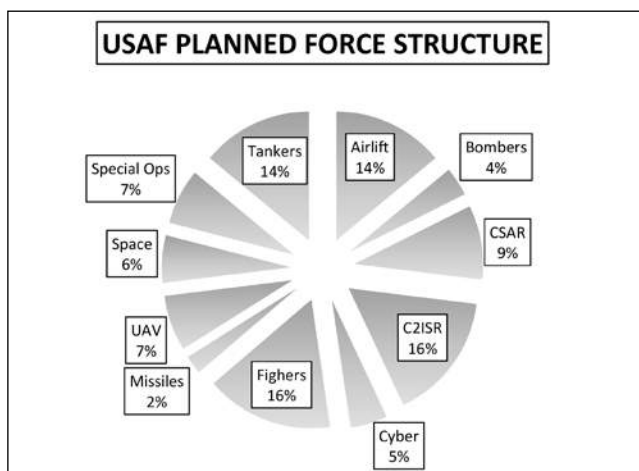 USAF PLANNED FORCE STRUCTURE
Tankers
14%
Airlift
14%
Bombers
4%
Special Ops
7%
CSAR
9%
Space
6%
C2ISR
16%
UAV
7%
Missiles
2%
Fighers
16%
Cyber
5%